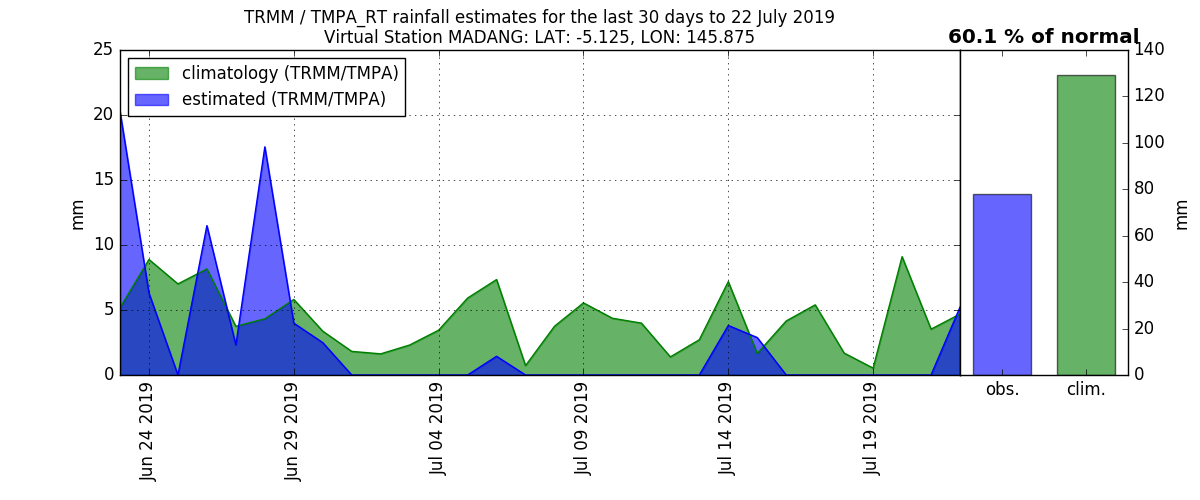 TRMM / TMPA_RT rainfall estimates for the last 30 days to 22 July 2019
Virtual Station MADANG: LAT: -5.125, LON: 145.875
60.1 % of normal
climatology (TRMM/TMPA)
estimated (TRMM/TMPA)
25
20
15
10
5
0
mm
Jun 24 2019
Jun 29 2019
Jul 04 2019
Jul 09 2019
Jul 14 2019
Jul 19 2019
140
120
100
80
60
40
20
0
mm
obs.
clim.